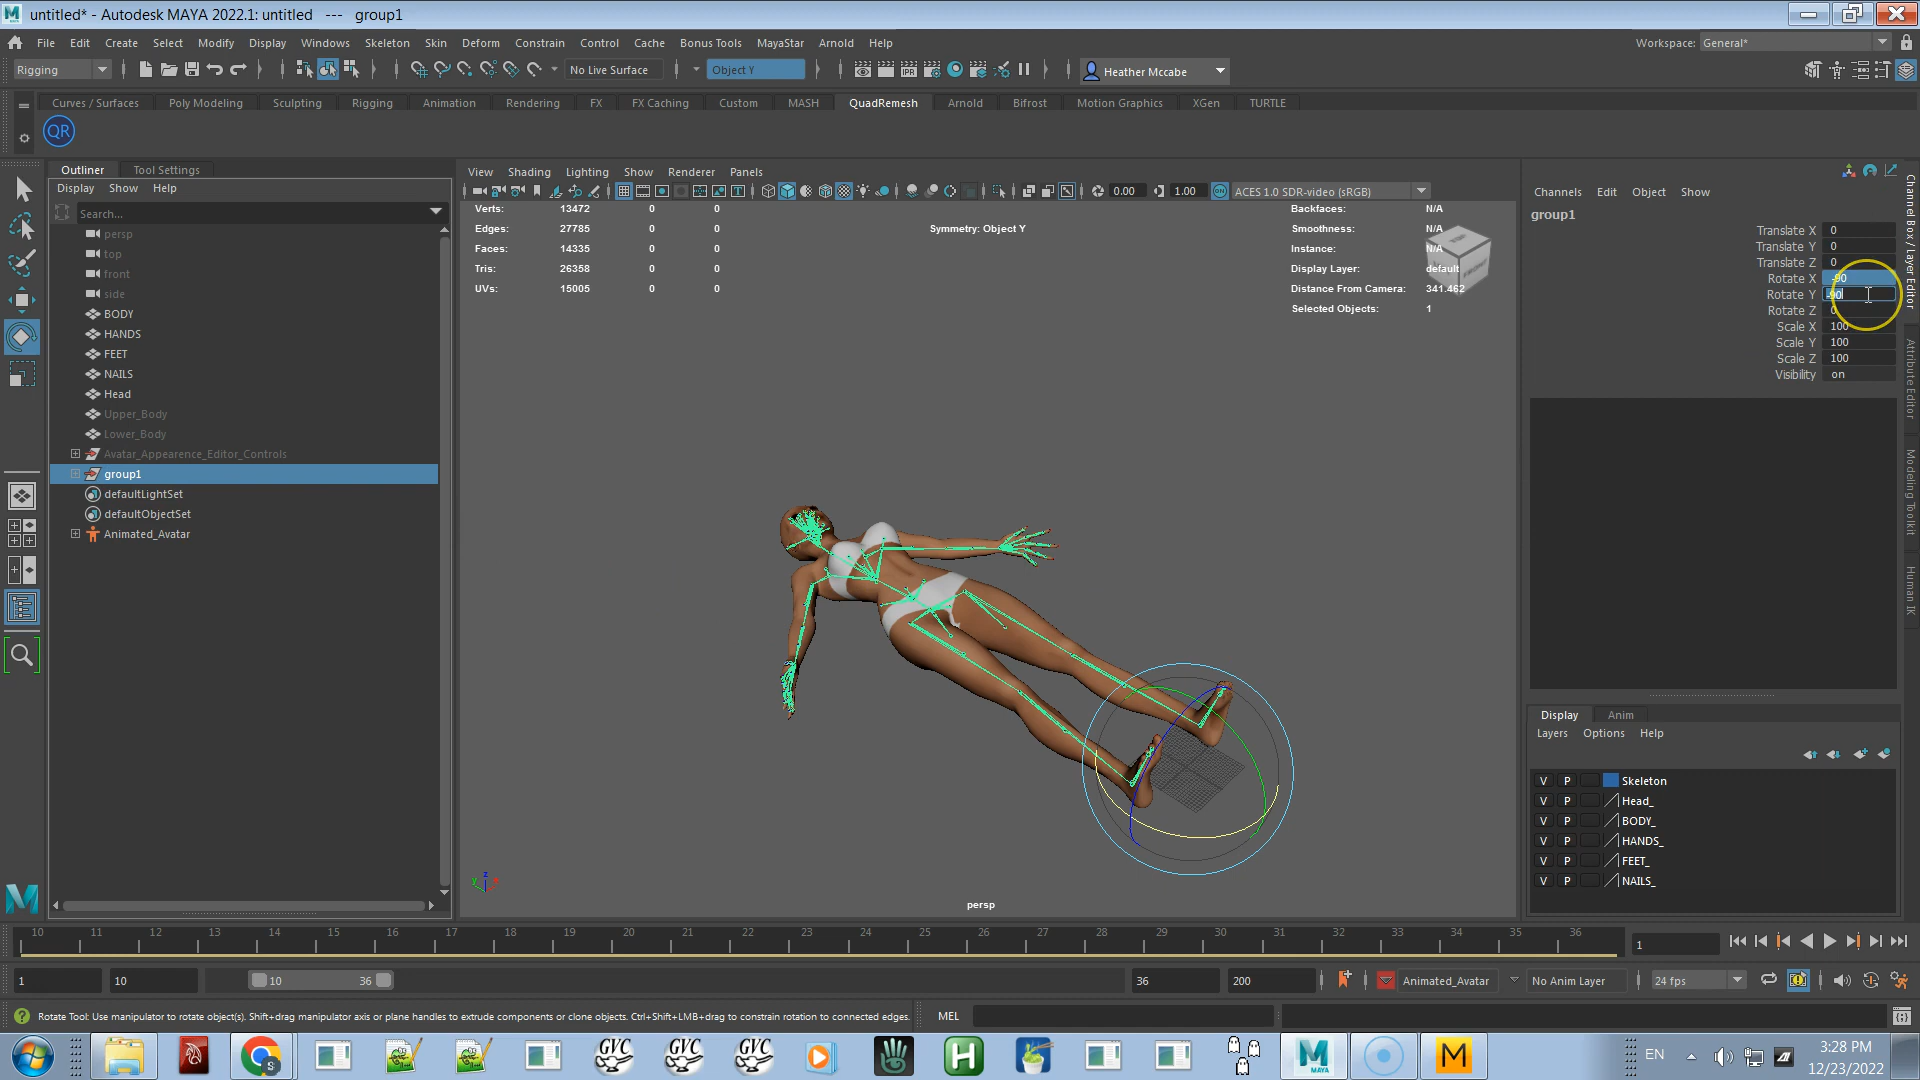 untitled* - Autodesk MAYA 2022.1: untitled --- group1
File Edit Create Select Modify Display Windows Skeleton Skin Deform Constrain Control Cache Bonus Tools MayaStar Arnold Help
Workspace: General*
Rigging
No Live Surface
Object Y
IPR
Heather Mccabe
Curves / Surfaces Poly Modeling Sculpting Rigging Animation Rendering FX FX Caching Custom MASH QuadRemesh Arnold Bifrost Motion Graphics XGen TURTLE
QR
Outliner Tool Settings
Display Show Help
Search...
persp
top
front
side
BODY
HANDS
FEET
NAILS
Head
Upper_Body
Lower_Body
Avatar_Appearence_Editor_Controls
group1
defaultLightSet
defaultObjectSet
Animated_Avatar
View Shading Lighting Show Renderer Panels
0.00 1.00 ACES 1.0 SDR-video (sRGB)
Verts: 13472 0 0
Edges: 27785 0 0
Faces: 14335 0 0
Tris: 26358 0 0
UVs: 15005 0 0
Symmetry: Object Y
Backfaces: N/A
Smoothness: N/A
Instance: N/A
Display Layer: default
Distance From Camera: 341.462
Selected Objects: 1
persp
Channels Edit Object Show
group1
Translate X 0
Translate Y 0
Translate Z 0
Rotate X -90
Rotate Y -90
Rotate Z 0
Scale X 100
Scale Y 100
Scale Z 100
Visibility on
Channel Box / Layer Editor
Attribute Editor
Modeling Toolkit
Human IK
Display Anim
Layers Options Help
V P Skeleton
V P Head_
V P BODY_
V P HANDS_
V P FEET_
V P NAILS_
10 11 12 13 14 15 16 17 18 19 20 21 22 23 24 25 26 27 28 29 30 31 32 33 34 35 36
1
1 10 10 36 36 200 Animated_Avatar No Anim Layer 24 fps
Rotate Tool: Use manipulator to rotate object(s). Shift+drag manipulator axis or plane handles to extrude components or clone objects. Ctrl+Shift+LMB+drag to constrain rotation to connected edges.
MEL
EN
3:28 PM
12/23/2022